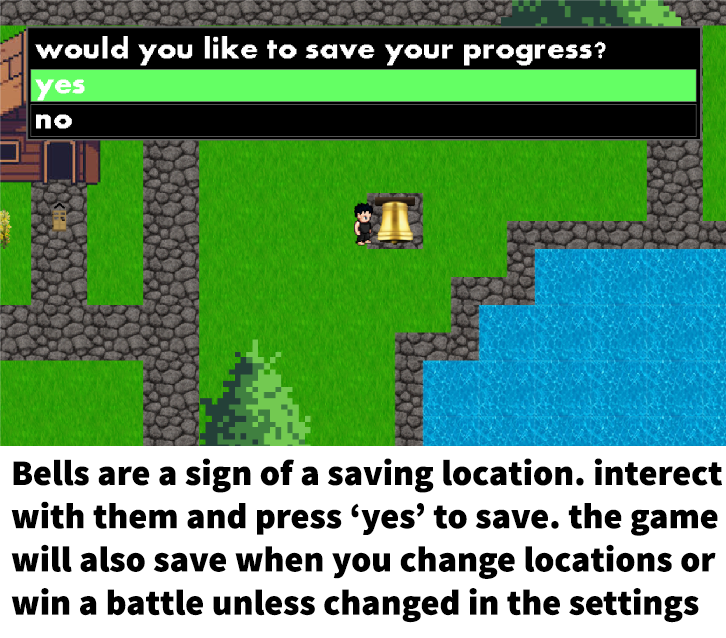 would you like to save your progress?
yes
no
Bells are a sign of a saving location. interect
with them and press ‘yes’ to save. the game
will also save when you change locations or
win a battle unless changed in the settings